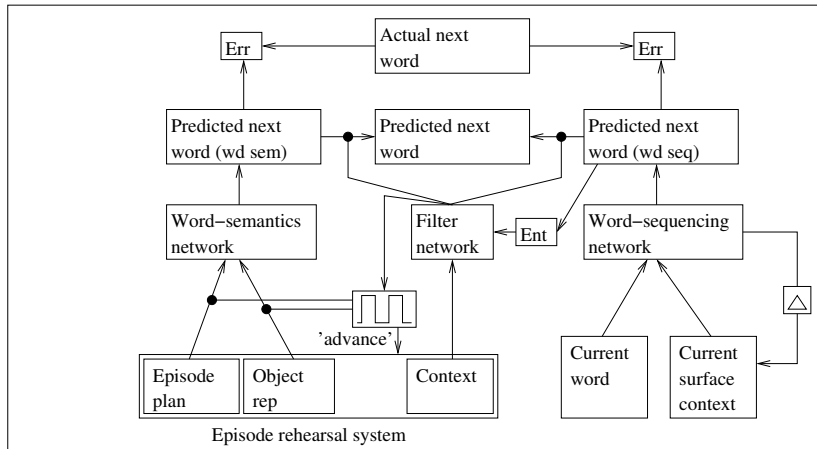 Actual next
word
Err
Err
Predicted next
word (wd sem)
Predicted next
word
Predicted next
word (wd seq)
Word−semantics
network
Filter
network
Ent
Word−sequencing
network
'advance'
Episode
plan
Object
rep
Context
Current
word
Current
surface
context
Episode rehearsal system